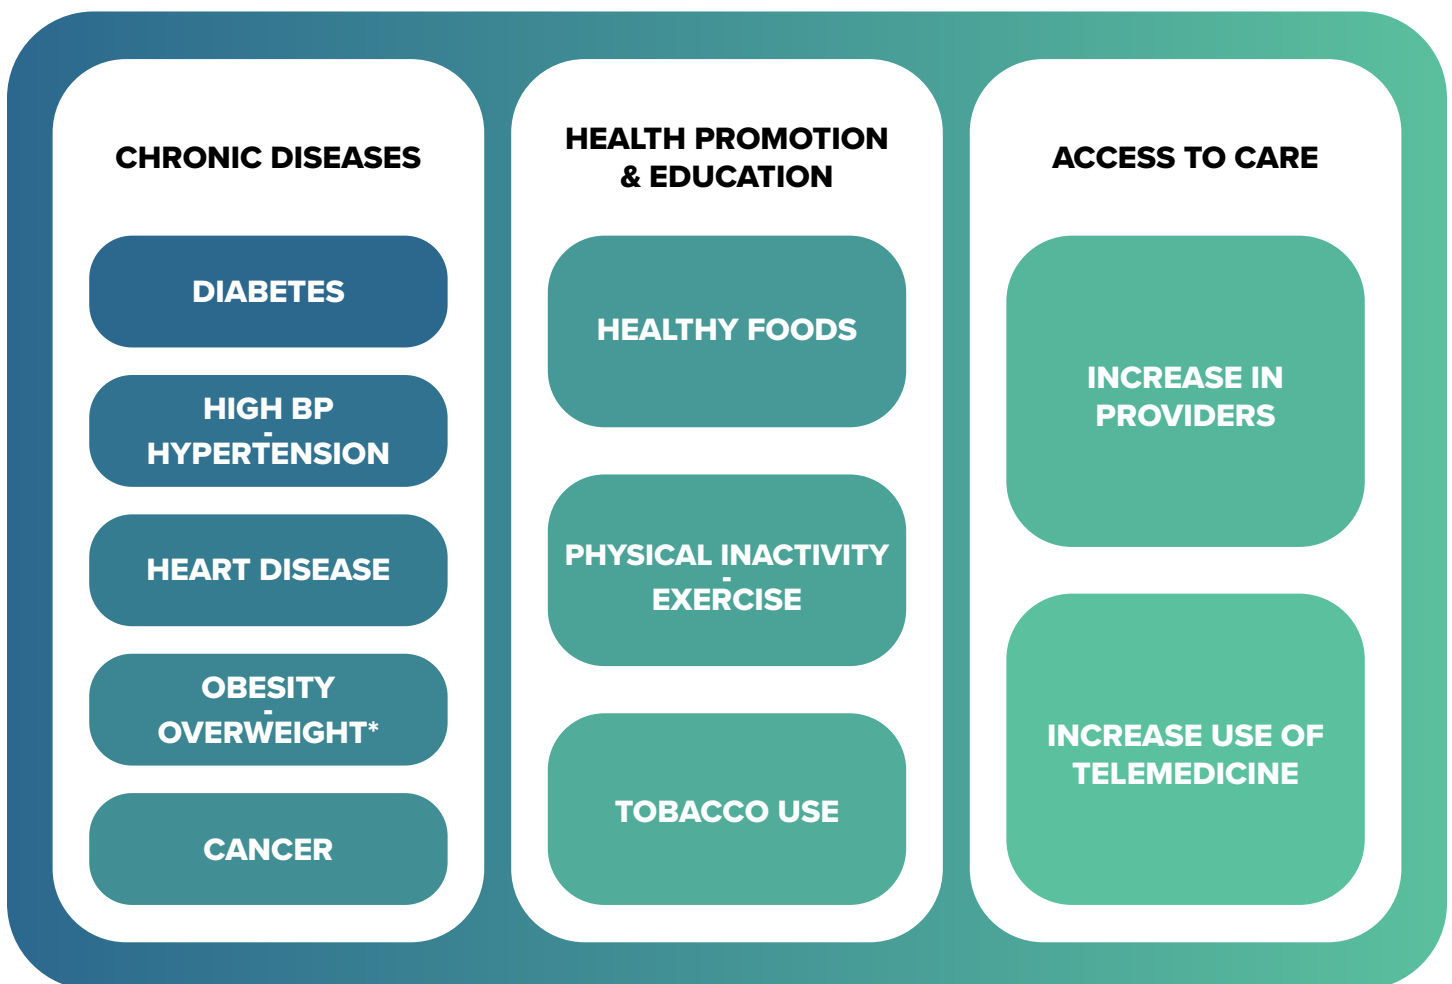 CHRONIC DISEASES
DIABETES
HIGH BP
-
HYPERTENSION
HEART DISEASE
OBESITY
-
OVERWEIGHT*
CANCER
HEALTH PROMOTION
& EDUCATION
HEALTHY FOODS
PHYSICAL INACTIVITY
-
EXERCISE
TOBACCO USE
ACCESS TO CARE
INCREASE IN
PROVIDERS
INCREASE USE OF
TELEMEDICINE